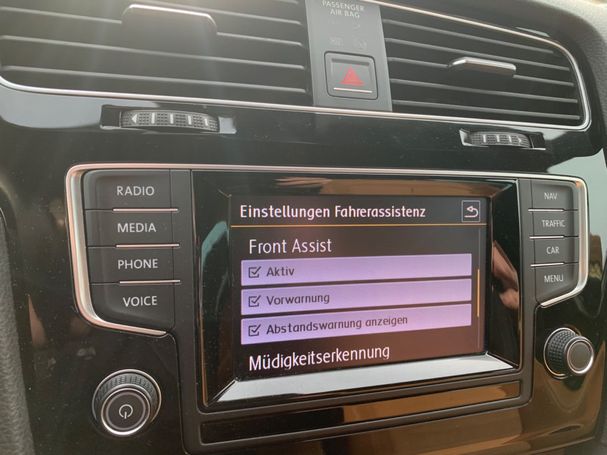 PASSENGER
AIR BAG
RADIO
MEDIA
PHONE
VOICE
Einstellungen Fahrerassistenz
Front Assist
Aktiv
Vorwarnung
Abstandswarnung anzeigen
Müdigkeitserkennung
NAV
TRAFFIC
CAR
MENU